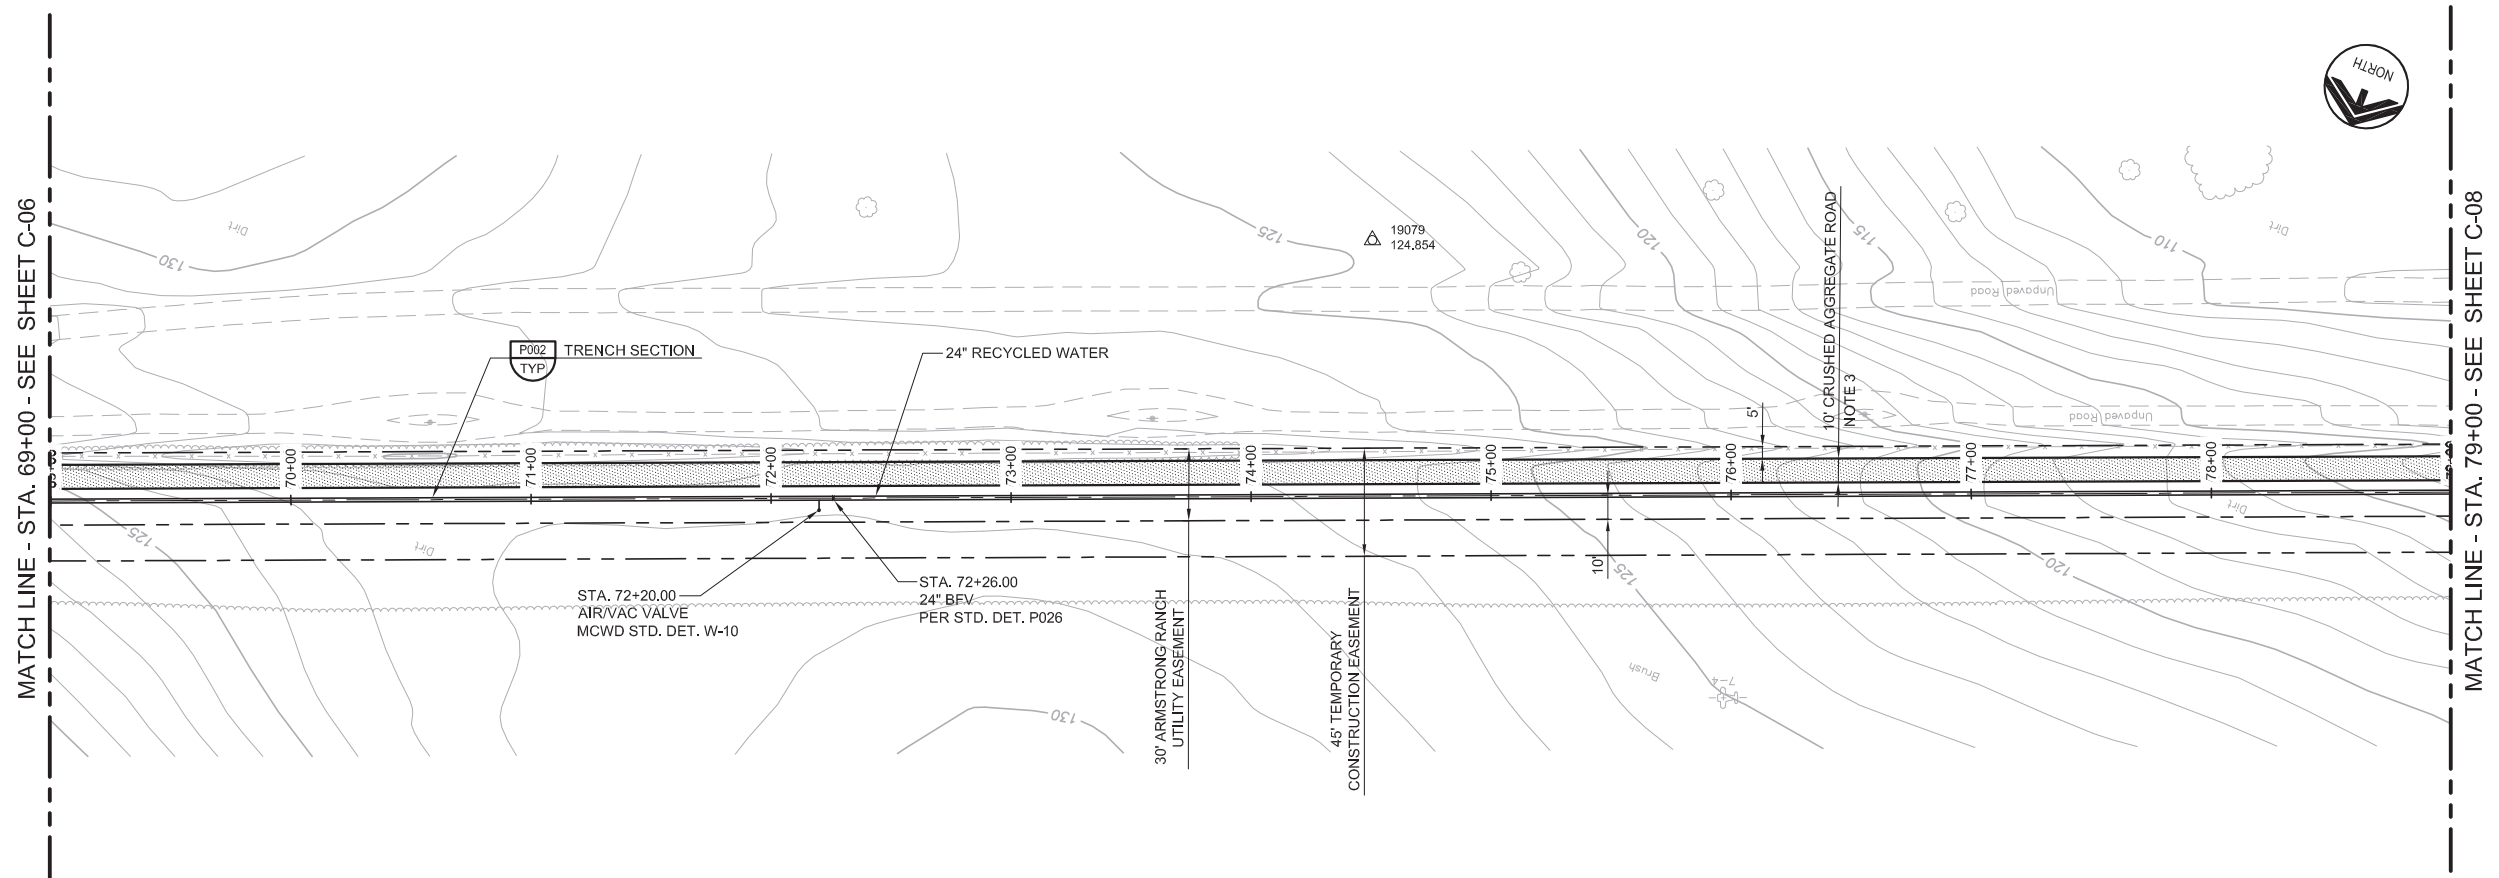 MATCH LINE - STA. 69+00 - SEE SHEET C-06
NORTH
Dirt
130
125
19079
124.854
120
10' CRUSHED AGGREGATE ROAD
NOTE 3
115
110
Dirt
Unpaved Road
P002
TYP
TRENCH SECTION
24" RECYCLED WATER
5'
Unpaved Road
70+00
71+00
72+00
73+00
74+00
75+00
76+00
77+00
78+00
125
Dirt
Dirt
10'
125
120
STA. 72+20.00
AIR/VAC VALVE
MCWD STD. DET. W-10
STA. 72+26.00
24" BFV
PER STD. DET. P026
30' ARMSTRONG RANCH
UTILITY EASEMENT
45' TEMPORARY
CONSTRUCTION EASEMENT
Brush
7-4
130
MATCH LINE - STA. 79+00 - SEE SHEET C-08